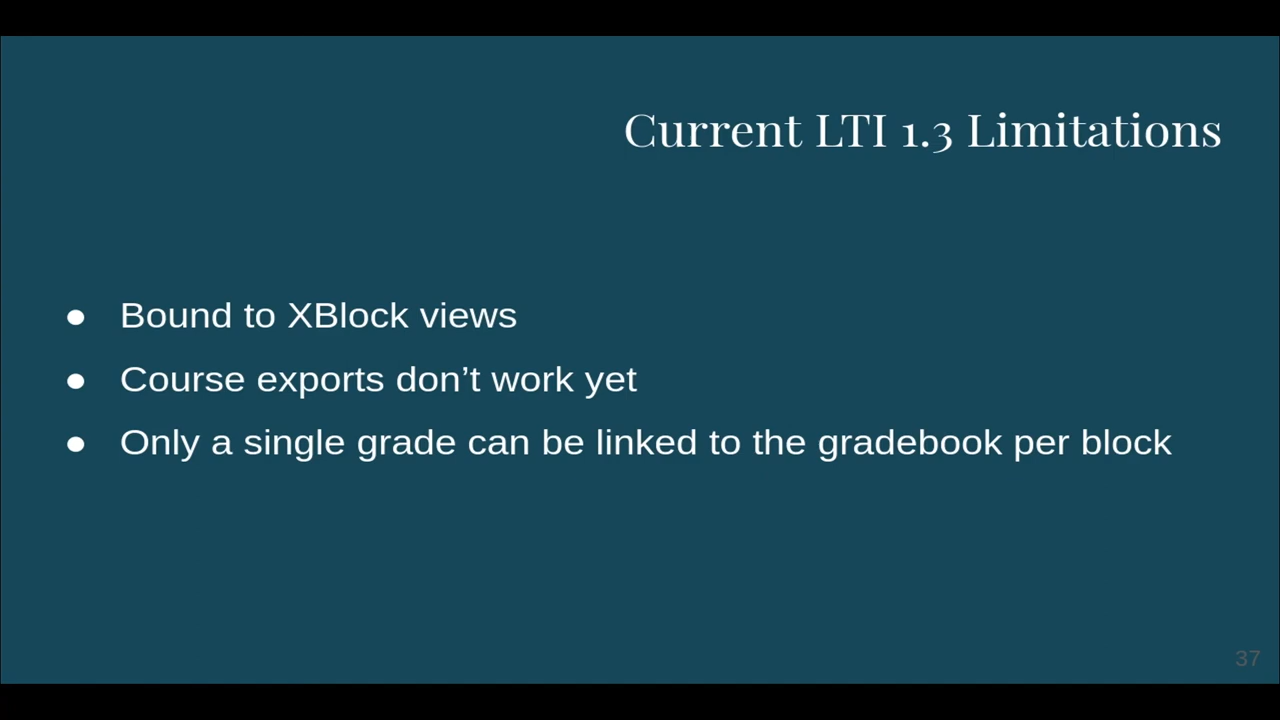 Current LTI 1.3 Limitations
● Bound to XBlock views
● Course exports don’t work yet
● Only a single grade can be linked to the gradebook per block
37